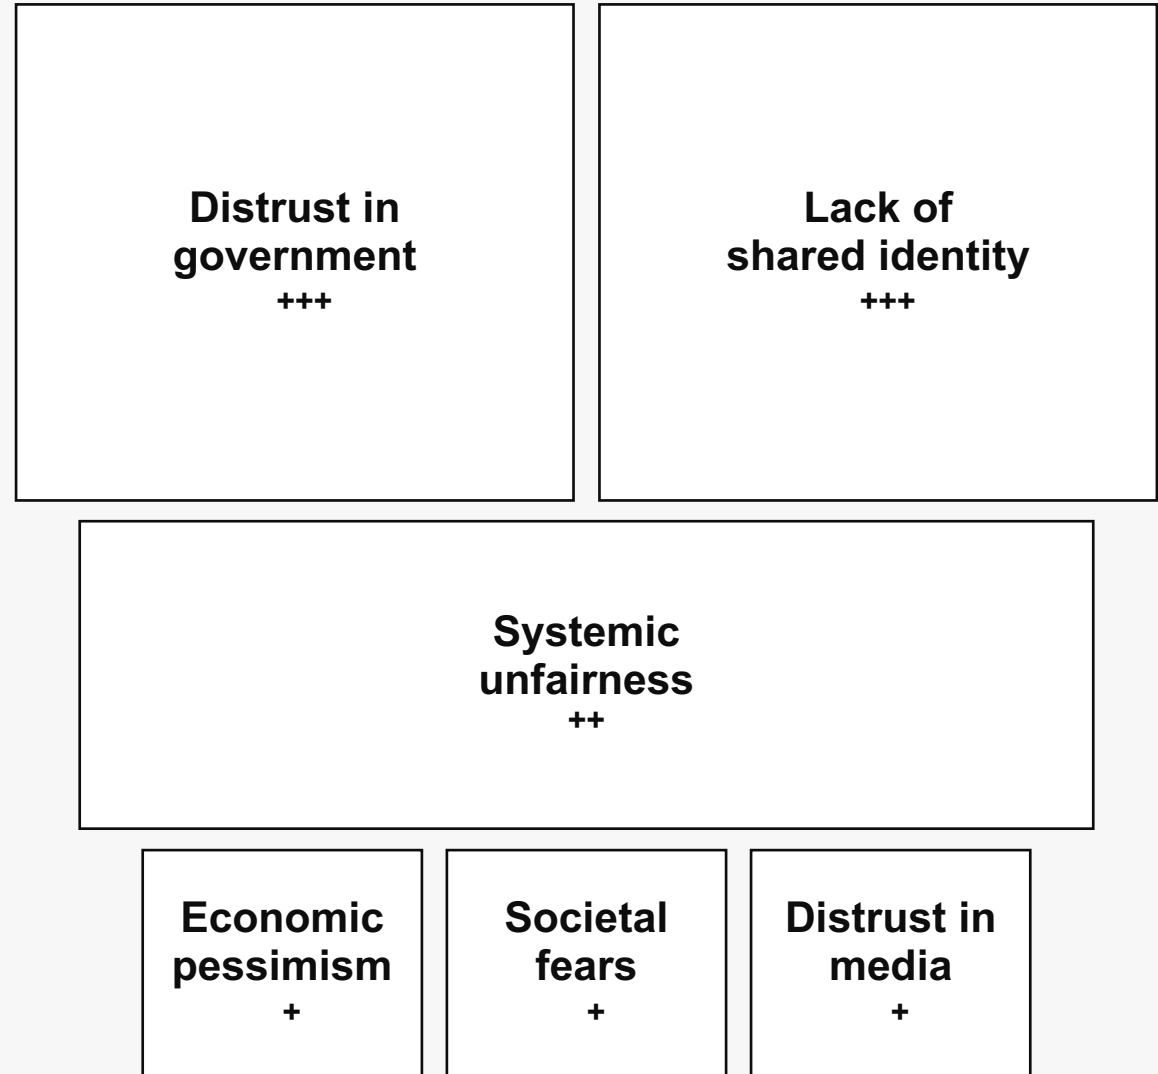 Distrust in
government
+++
Lack of
shared identity
+++
Systemic
unfairness
++
Economic
pessimism
+
Societal
fears
+
Distrust in
media
+